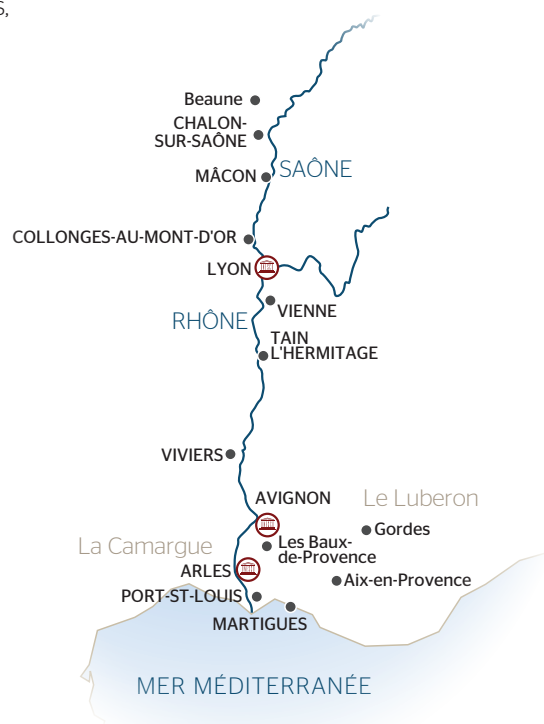 S,
Beaune
CHALON-
SUR-SAÔNE
MÂCON
SAÔNE
COLLONGES-AU-MONT-D'OR
LYON
VIENNE
RHÔNE
TAIN
L'HERMITAGE
VIVIERS
AVIGNON
Le Luberon
Gordes
Les Baux-
de-Provence
La Camargue
ARLES
Aix-en-Provence
PORT-ST-LOUIS
MARTIGUES
MER MÉDITERRANÉE